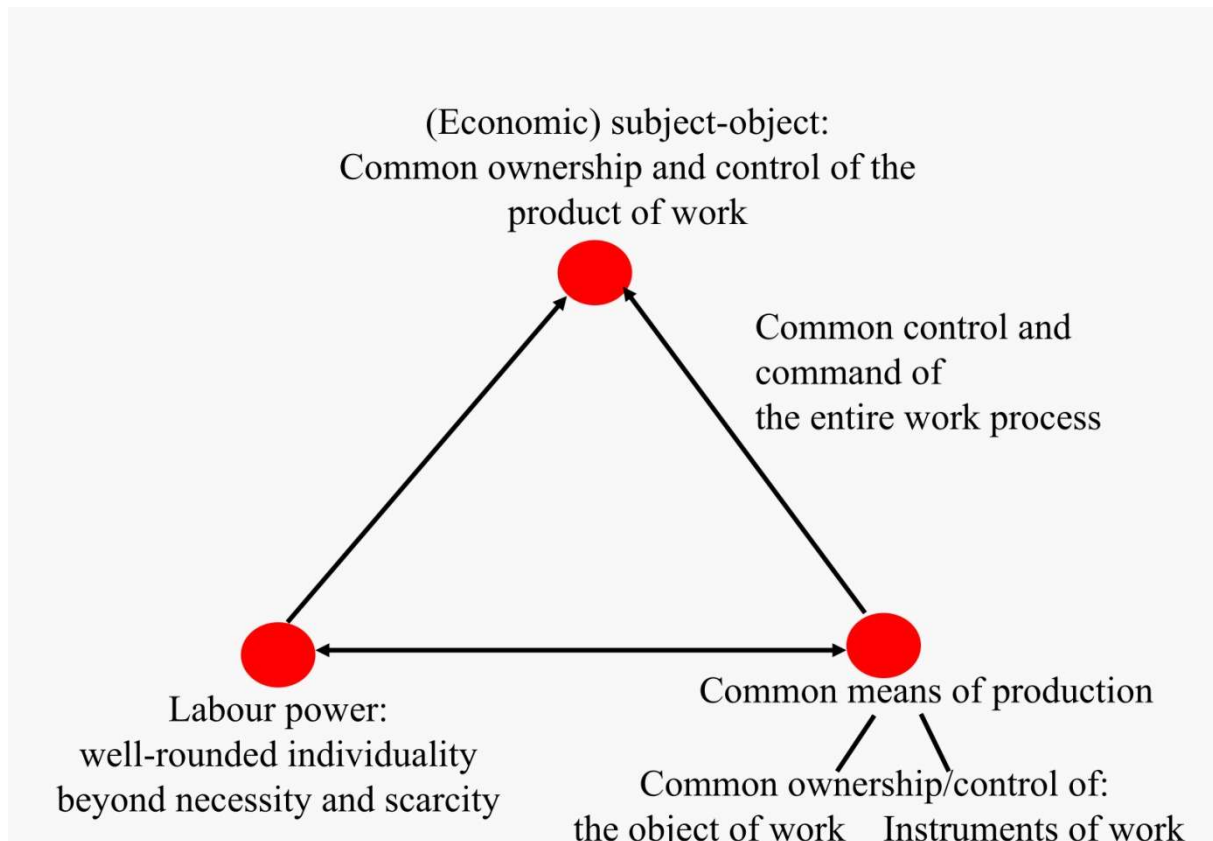 (Economic) subject-object:
Common ownership and control of the
product of work
Common control and
command of
the entire work process
Labour power:
well-rounded individuality
beyond necessity and scarcity
Common means of production
Common ownership/control of:
the object of work Instruments of work